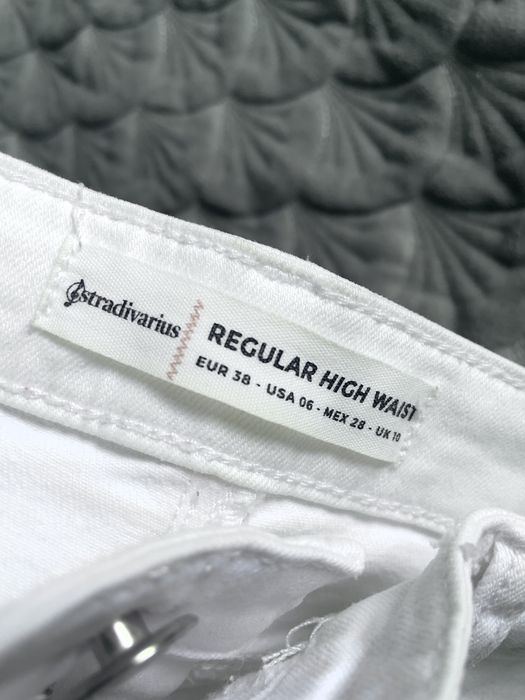 stradivarius
REGULAR HIGH WAIST
EUR 38 - USA 06 - MEX 28 - UK 10